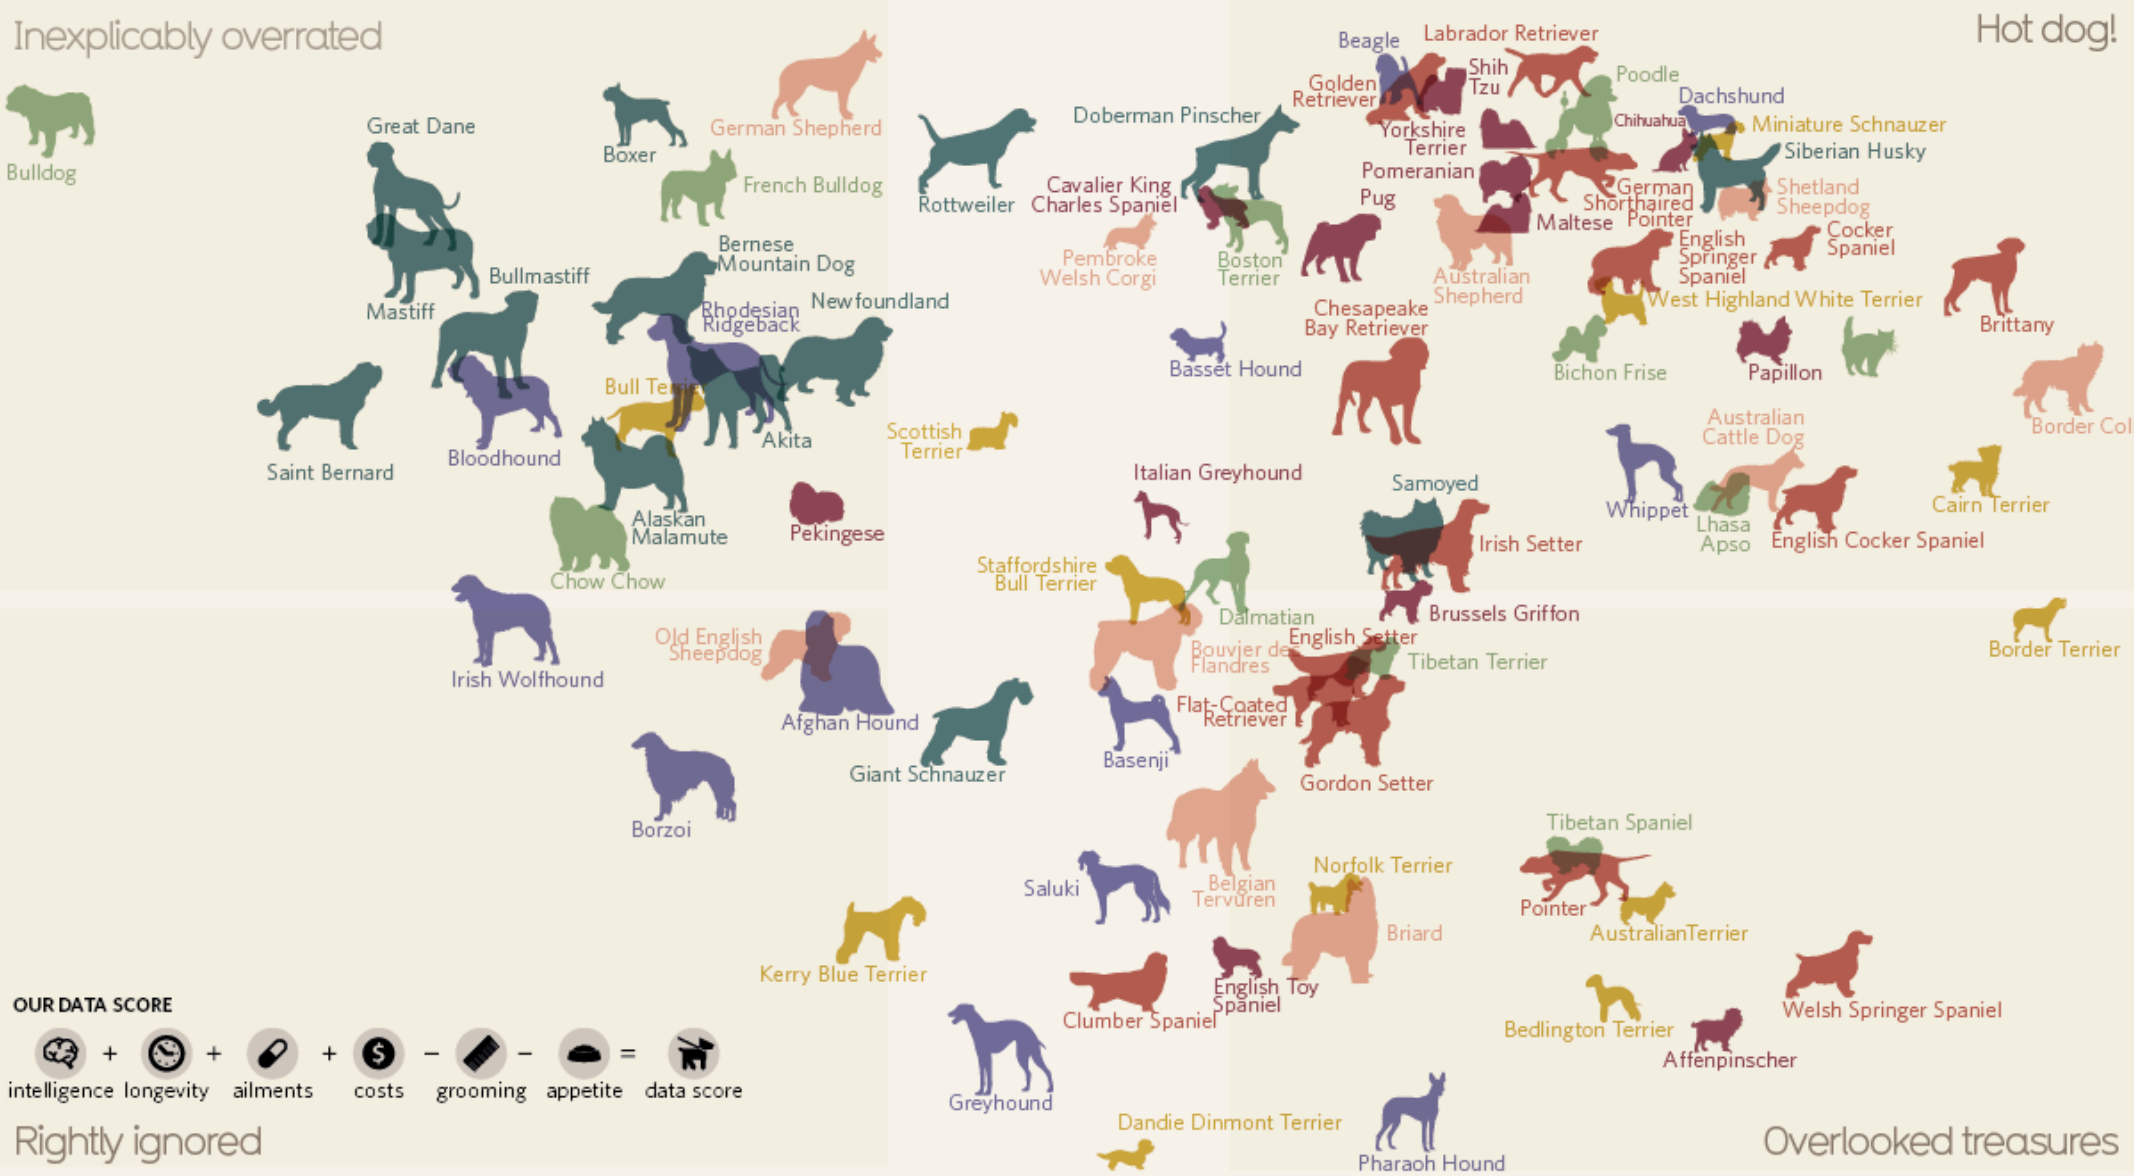 Inexplicably overrated
Hot dog!
Bulldog
Great Dane
Boxer
German Shepherd
French Bulldog
Mastiff
Bullmastiff
Bernese
Mountain Dog
Rhodesian
Ridgeback
Newfoundland
Saint Bernard
Bloodhound
Bull Terrie
Akita
Alaskan
Malamute
Pekingese
Chow Chow
Rottweiler
Doberman Pinscher
Cavalier King
Charles Spaniel
Pembroke
Welsh Corgi
Boston
Terrier
Basset Hound
Scottish
Terrier
Italian Greyhound
Staffordshire
Bull Terrier
Dalmatian
Beagle
Labrador Retriever
Golden
Retriever
Shih
Tzu
Poodle
Yorkshire
Terrier
Chihuahua
Dachshund
Miniature Schnauzer
Siberian Husky
Pomeranian
Pug
German
Shorthaired
Pointer
Maltese
Shetland
Sheepdog
Australian
Shepherd
English
Springer
Spaniel
Cocker
Spaniel
West Highland White Terrier
Brittany
Chesapeake
Bay Retriever
Bichon Frise
Papillon
Border Col
Australian
Cattle Dog
Whippet
Lhasa
Apso
English Cocker Spaniel
Cairn Terrier
Samoyed
Irish Setter
Brussels Griffon
Border Terrier
Irish Wolfhound
Old English
Sheepdog
Afghan Hound
Borzoi
Giant Schnauzer
Bouvier des
Flandres
English Setter
Tibetan Terrier
Flat-Coated
Retriever
Basenji
Gordon Setter
Belgian
Tervuren
Saluki
Norfolk Terrier
Briard
Tibetan Spaniel
Pointer
AustralianTerrier
Kerry Blue Terrier
Clumber Spaniel
English Toy
Spaniel
Welsh Springer Spaniel
Bedlington Terrier
Affenpinscher
Greyhound
Dandie Dinmont Terrier
Pharaoh Hound
OUR DATA SCORE
+ + + – – =
$
intelligence longevity ailments costs grooming appetite data score
Rightly ignored
Overlooked treasures